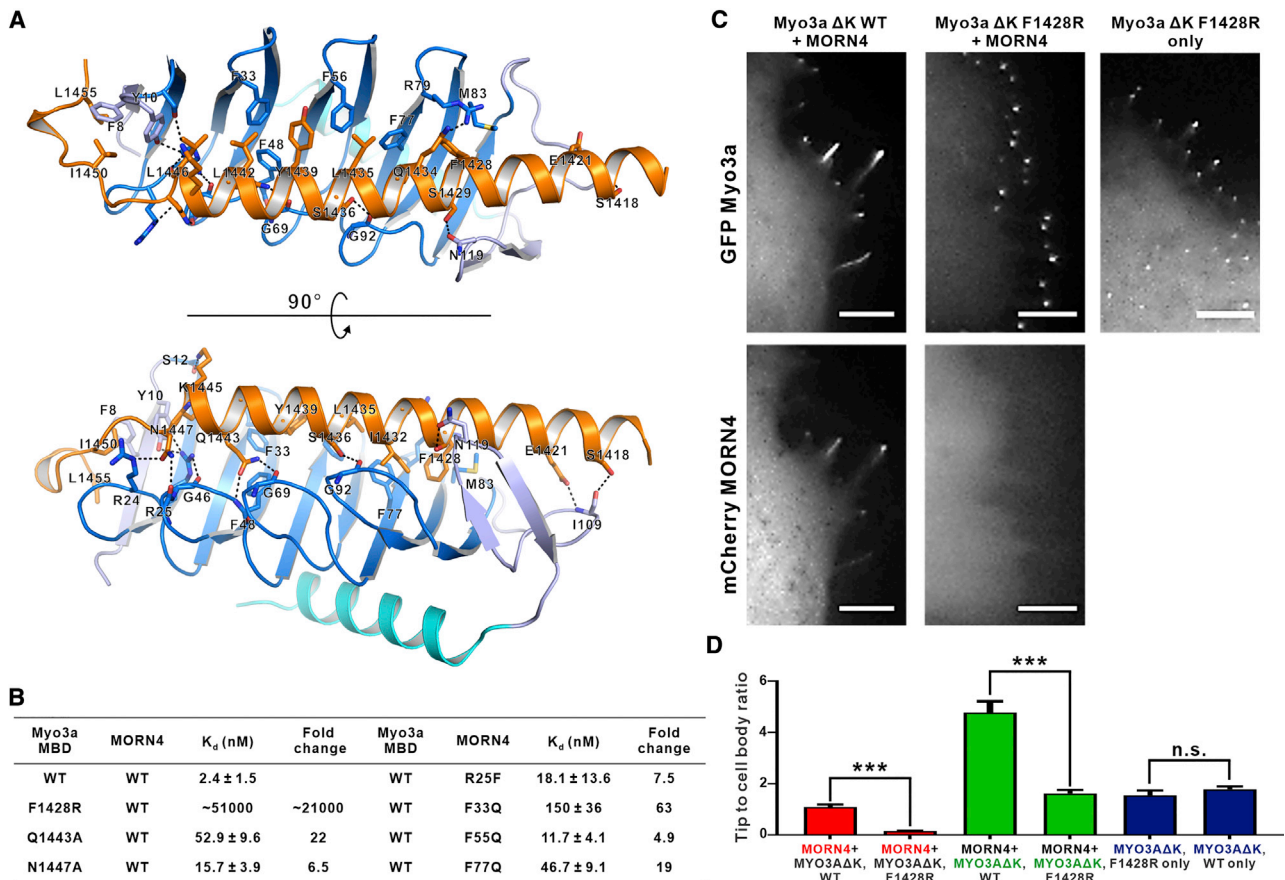 A
L1455
Y10
F8
F33
F56
R79
M83
F77
F48
I1450
L1446
L1442
Y1439
L1435
Q1434
F1428
E1421
S1436
S1429
S1418
G69
G92
N119
90°
S12
K1445
Y10
F8
N1447
Q1443
Y1439
L1435
S1436
I1432
N119
E1421
S1418
I1450
F33
F1428
L1455
R24
G46
G69
G92
M83
R25
F48
F77
I109
B
Myo3a MBD MORN4 Kd (nM) Fold change Myo3a MBD MORN4 Kd (nM) Fold change
WT WT 2.4 ± 1.5 WT R25F 18.1 ± 13.6 7.5
F1428R WT ~51000 ~21000 WT F33Q 150 ± 36 63
Q1443A WT 52.9 ± 9.6 22 WT F55Q 11.7 ± 4.1 4.9
N1447A WT 15.7 ± 3.9 6.5 WT F77Q 46.7 ± 9.1 19
C
Myo3a ΔK WT
+ MORN4
Myo3a ΔK F1428R
+ MORN4
Myo3a ΔK F1428R
only
GFP Myo3a
mCherry MORN4
D
Tip to cell body ratio
6
4
2
0
***
***
n.s.
MORN4+
MYO3AΔK,
WT
MORN4+
MYO3AΔK,
F1428R
MORN4+
MYO3AΔK,
WT
MORN4+
MYO3AΔK,
F1428R
MYO3AΔK,
F1428R only
MYO3AΔK,
WT only